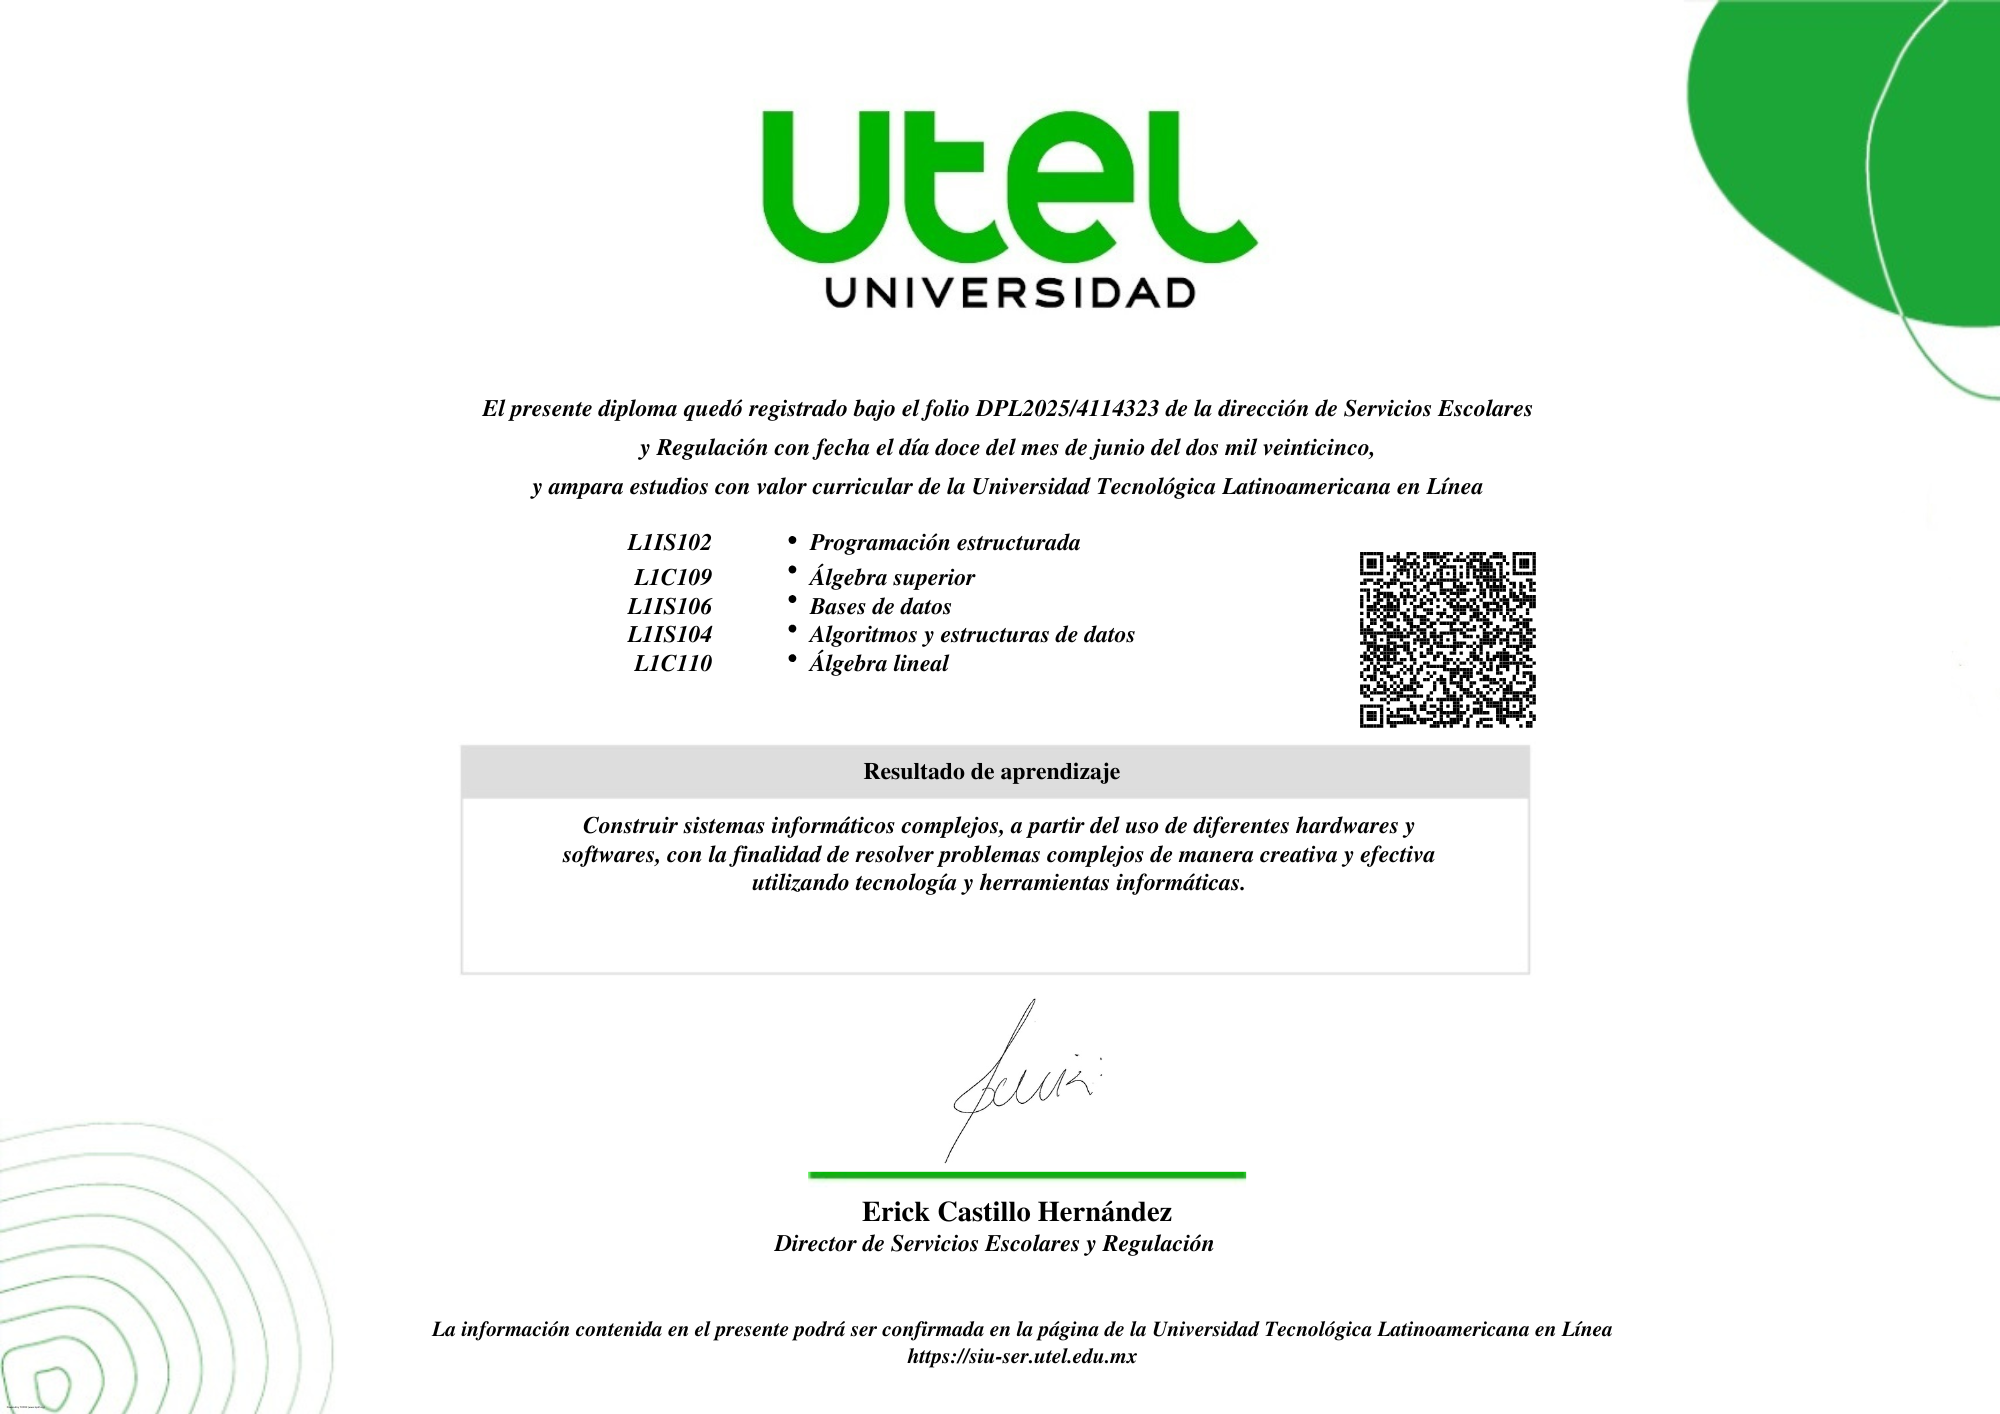 utel
UNIVERSIDAD
El presente diploma quedó registrado bajo el folio DPL2025/4114323 de la dirección de Servicios Escolares
y Regulación con fecha el día doce del mes de junio del dos mil veinticinco,
y ampara estudios con valor curricular de la Universidad Tecnológica Latinoamericana en Línea
L1IS102 • Programación estructurada
L1C109 • Álgebra superior
L1IS106 • Bases de datos
L1IS104 • Algoritmos y estructuras de datos
L1C110 • Álgebra lineal
Resultado de aprendizaje
Construir sistemas informáticos complejos, a partir del uso de diferentes hardwares y
softwares, con la finalidad de resolver problemas complejos de manera creativa y efectiva
utilizando tecnología y herramientas informáticas.
Erick Castillo Hernández
Director de Servicios Escolares y Regulación
La información contenida en el presente podrá ser confirmada en la página de la Universidad Tecnológica Latinoamericana en Línea
https://siu-ser.utel.edu.mx